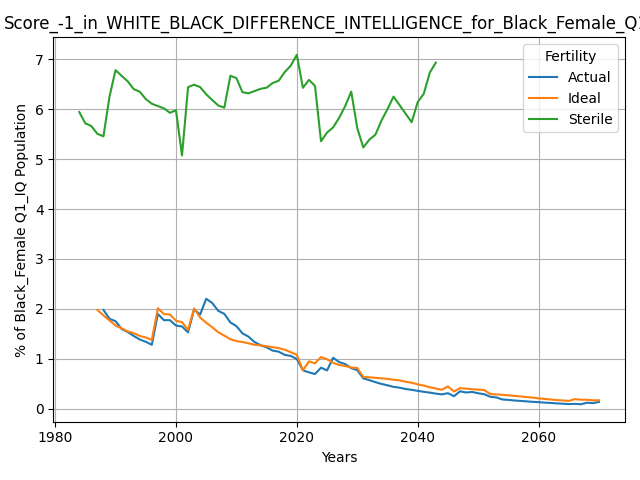 Score_-1_in_WHITE_BLACK_DIFFERENCE_INTELLIGENCE_for_Black_Female_Q1
7
6
5
4
3
2
1
0
% of Black_Female Q1_IQ Population
Fertility
Actual
Ideal
Sterile
1980
2000
2020
2040
2060
Years